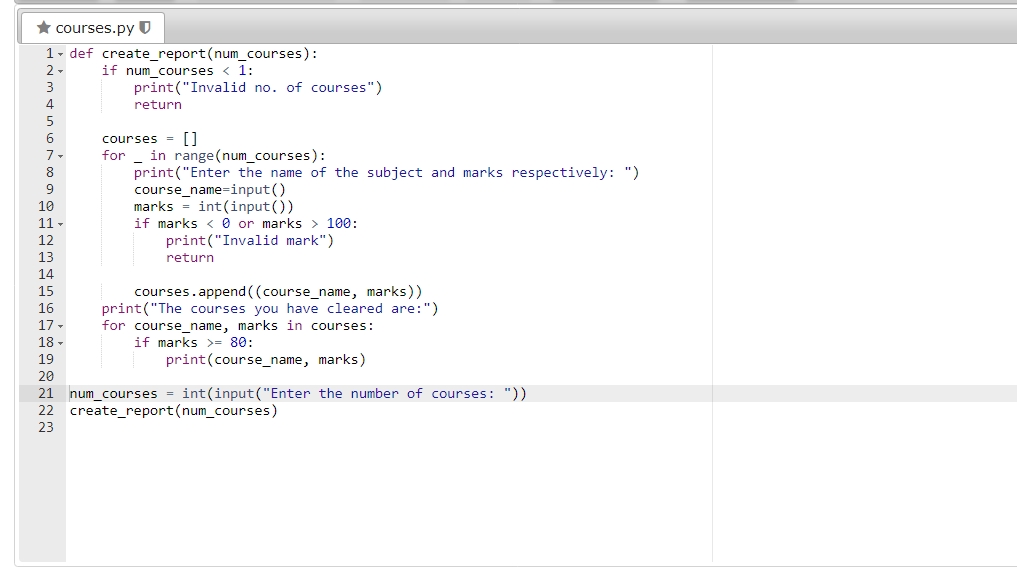 courses.py
1 def create_report(num_courses):
2     if num_courses < 1:
3         print("Invalid no. of courses")
4         return
5
6     courses = []
7     for _ in range(num_courses):
8         print("Enter the name of the subject and marks respectively: ")
9         course_name=input()
10         marks = int(input())
11         if marks < 0 or marks > 100:
12             print("Invalid mark")
13             return
14
15         courses.append((course_name, marks))
16     print("The courses you have cleared are:")
17     for course_name, marks in courses:
18         if marks >= 80:
19             print(course_name, marks)
20
21 num_courses = int(input("Enter the number of courses: "))
22 create_report(num_courses)
23